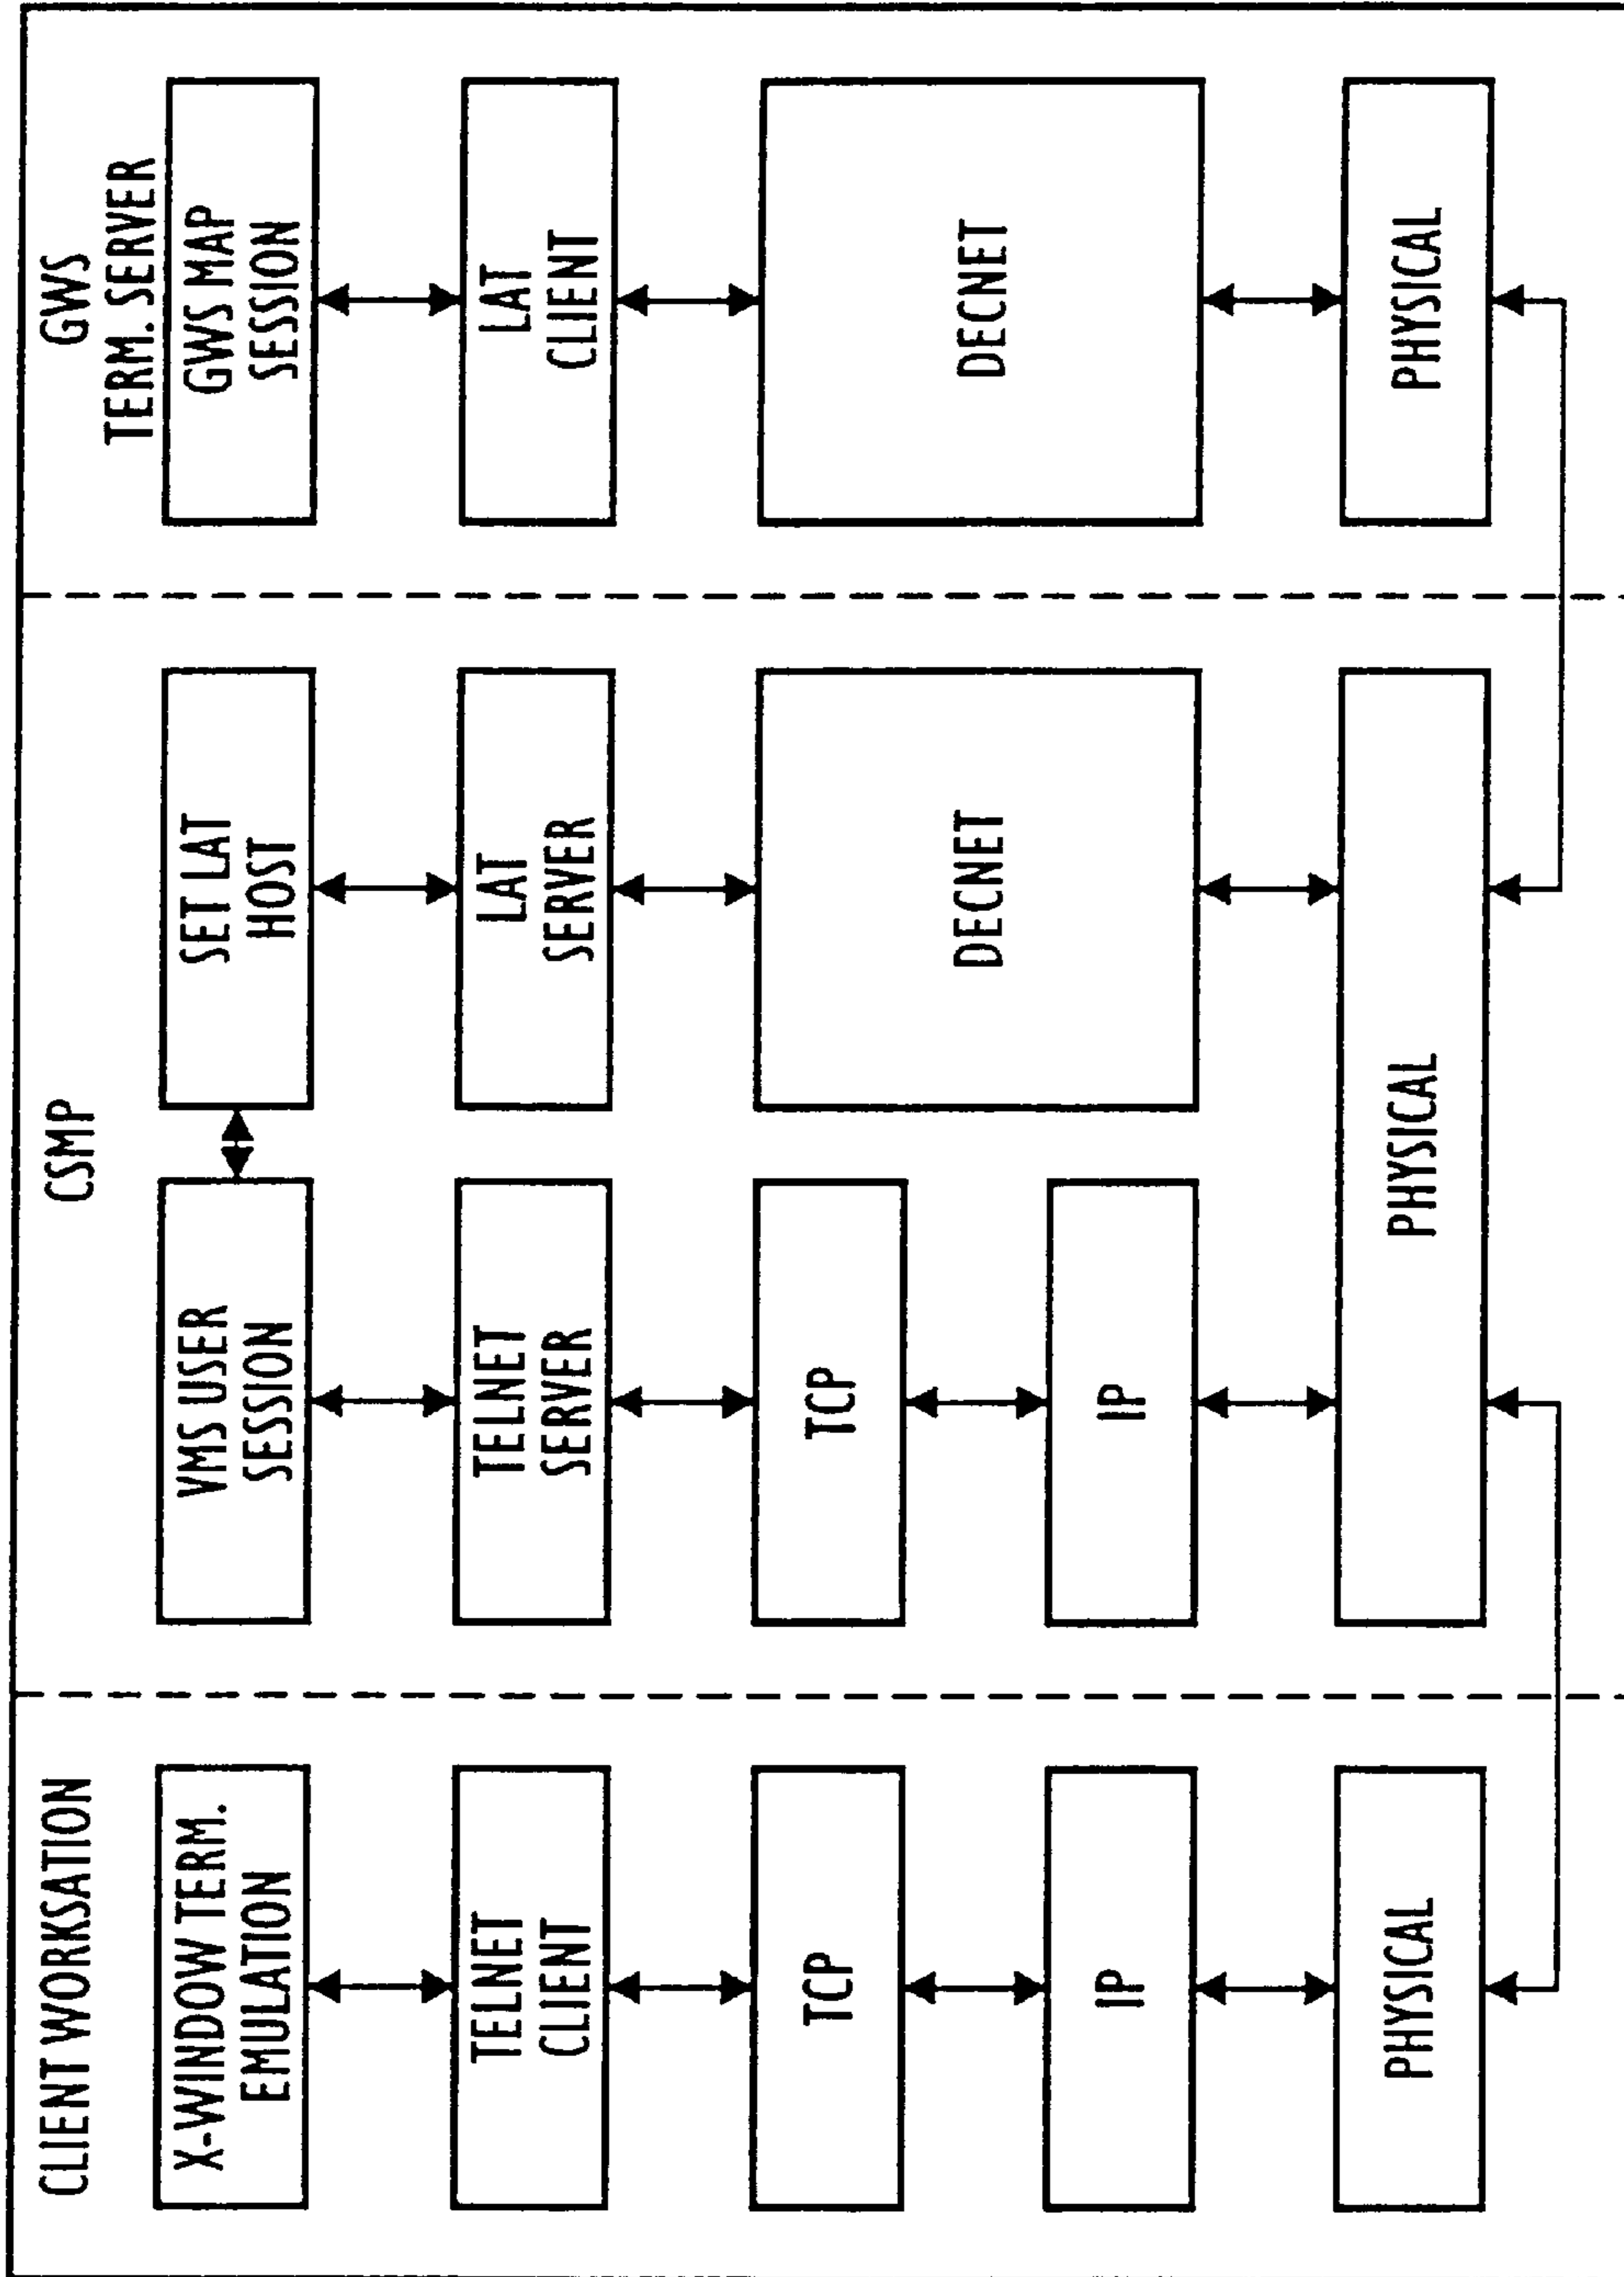 CLIENT WORKSATION
X-WINDOW TERM.
EMULATION
TELNET
CLIENT
TCP
IP
PHYSICAL
CSMP
VMS USER
SESSION
TELNET
SERVER
TCP
IP
SET LAT
HOST
LAT
SERVER
DECNET
PHYSICAL
GWS
TERM. SERVER
GWS MAP
SESSION
LAT
CLIENT
DECNET
PHYSICAL